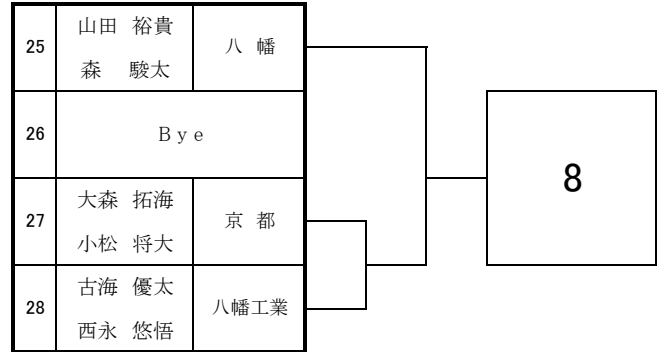 25
山田 裕貴
森 駿太
八 幡
26
Bye
27
大森 拓海
小松 将大
京 都
28
古海 優太
西永 悠悟
八幡工業
8